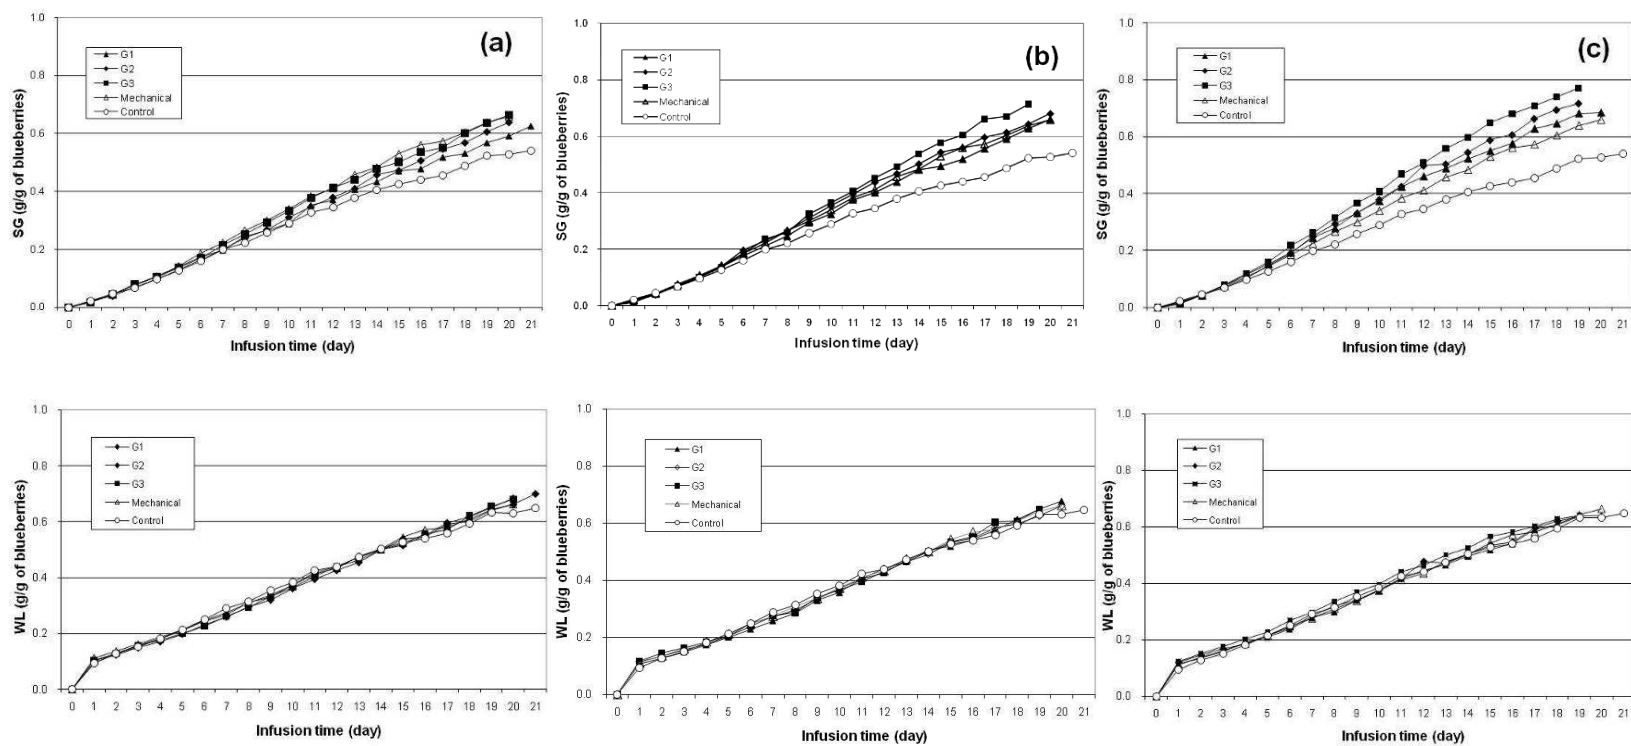 (a)
1.0
0.8
0.6
0.4
0.2
0.0
SG (g/g of blueberries)
G1
G2
G3
Mechanical
Control
0 1 2 3 4 5 6 7 8 9 10 11 12 13 14 15 16 17 18 19 20 21
Infusion time (day)
(b)
1.0
0.8
0.6
0.4
0.2
0.0
SG (g/g of blueberries)
G1
G2
G3
Mechanical
Control
0 1 2 3 4 5 6 7 8 9 10 11 12 13 14 15 16 17 18 19 20 21
Infusion time (day)
(c)
1.0
0.8
0.6
0.4
0.2
0.0
SG (g/g of blueberries)
G1
G2
G3
Mechanical
Control
0 1 2 3 4 5 6 7 8 9 10 11 12 13 14 15 16 17 18 19 20 21
Infusion time (day)
1.0
0.8
0.6
0.4
0.2
0.0
WL (g/g of blueberries)
G1
G2
G3
Mechanical
Control
0 1 2 3 4 5 6 7 8 9 10 11 12 13 14 15 16 17 18 19 20 21
Infusion time (day)
1.0
0.8
0.6
0.4
0.2
0.0
WL (g/g of blueberries)
G1
G2
G3
Mechanical
Control
0 1 2 3 4 5 6 7 8 9 10 11 12 13 14 15 16 17 18 19 20 21
Infusion time (day)
1.0
0.8
0.6
0.4
0.2
0.0
WL (g/g of blueberries)
G1
G2
G3
Mechanical
Control
0 1 2 3 4 5 6 7 8 9 10 11 12 13 14 15 16 17 18 19 20 21
Infusion time (day)